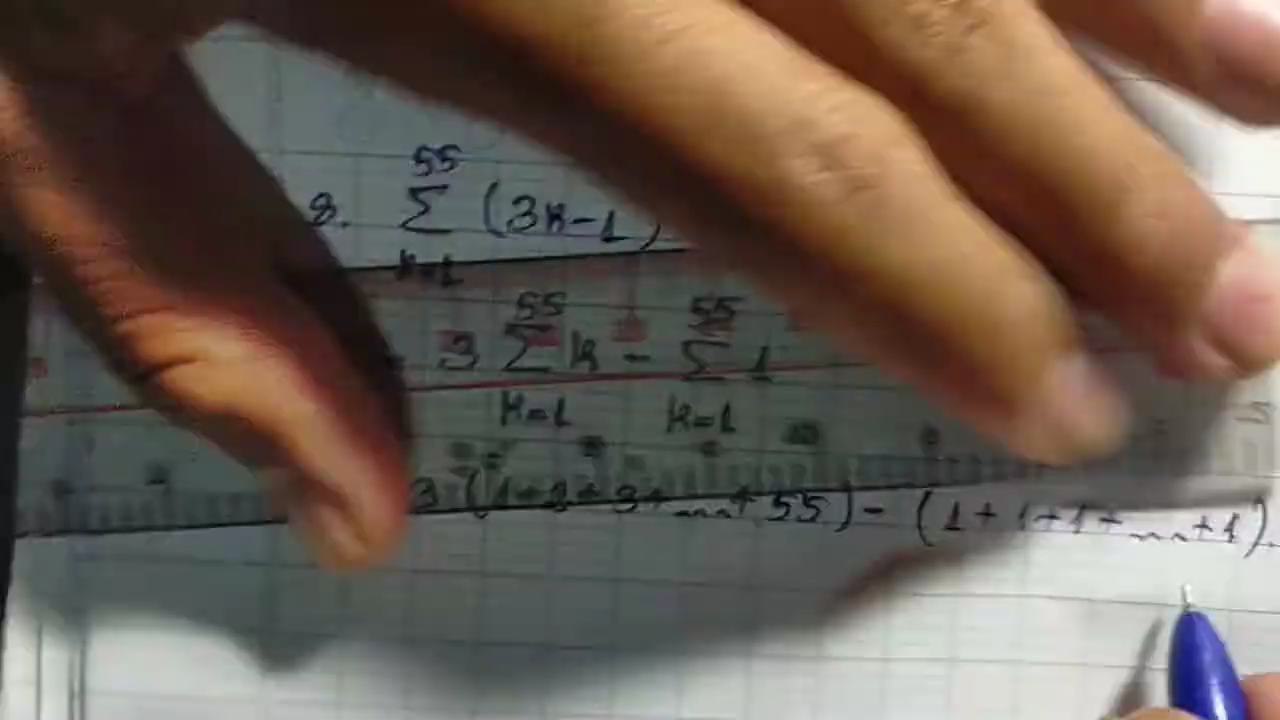 8. 55 Σ k=1 (3k-1)
3 55 Σ k=1 k - 55 Σ k=1 1
3 (1+2+3+...+55) - (1+1+1+...+1).